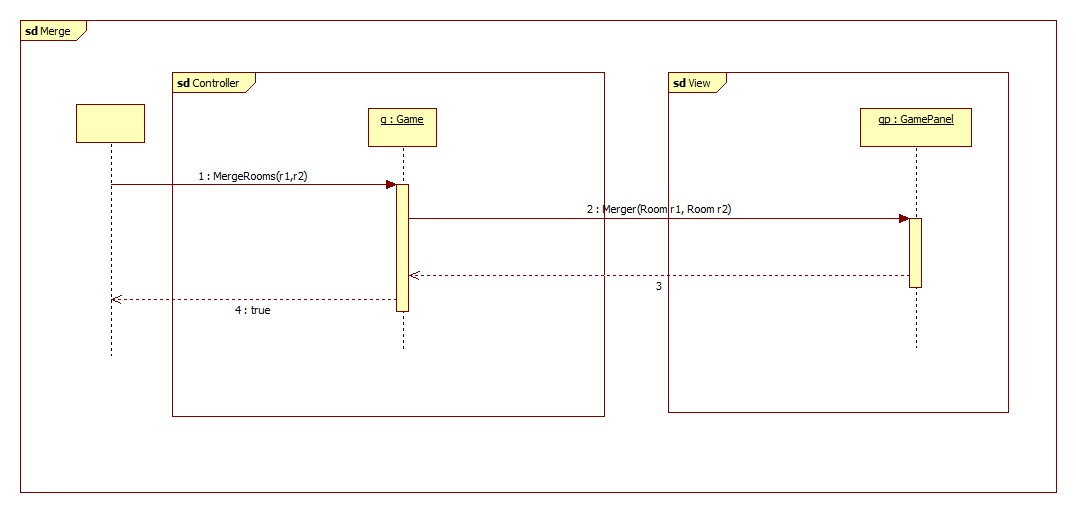 sd Merge
sd Controller
sd View
g : Game
gp : GamePanel
1 : MergeRooms(r1,r2)
2 : Merger(Room r1, Room r2)
3
4 : true